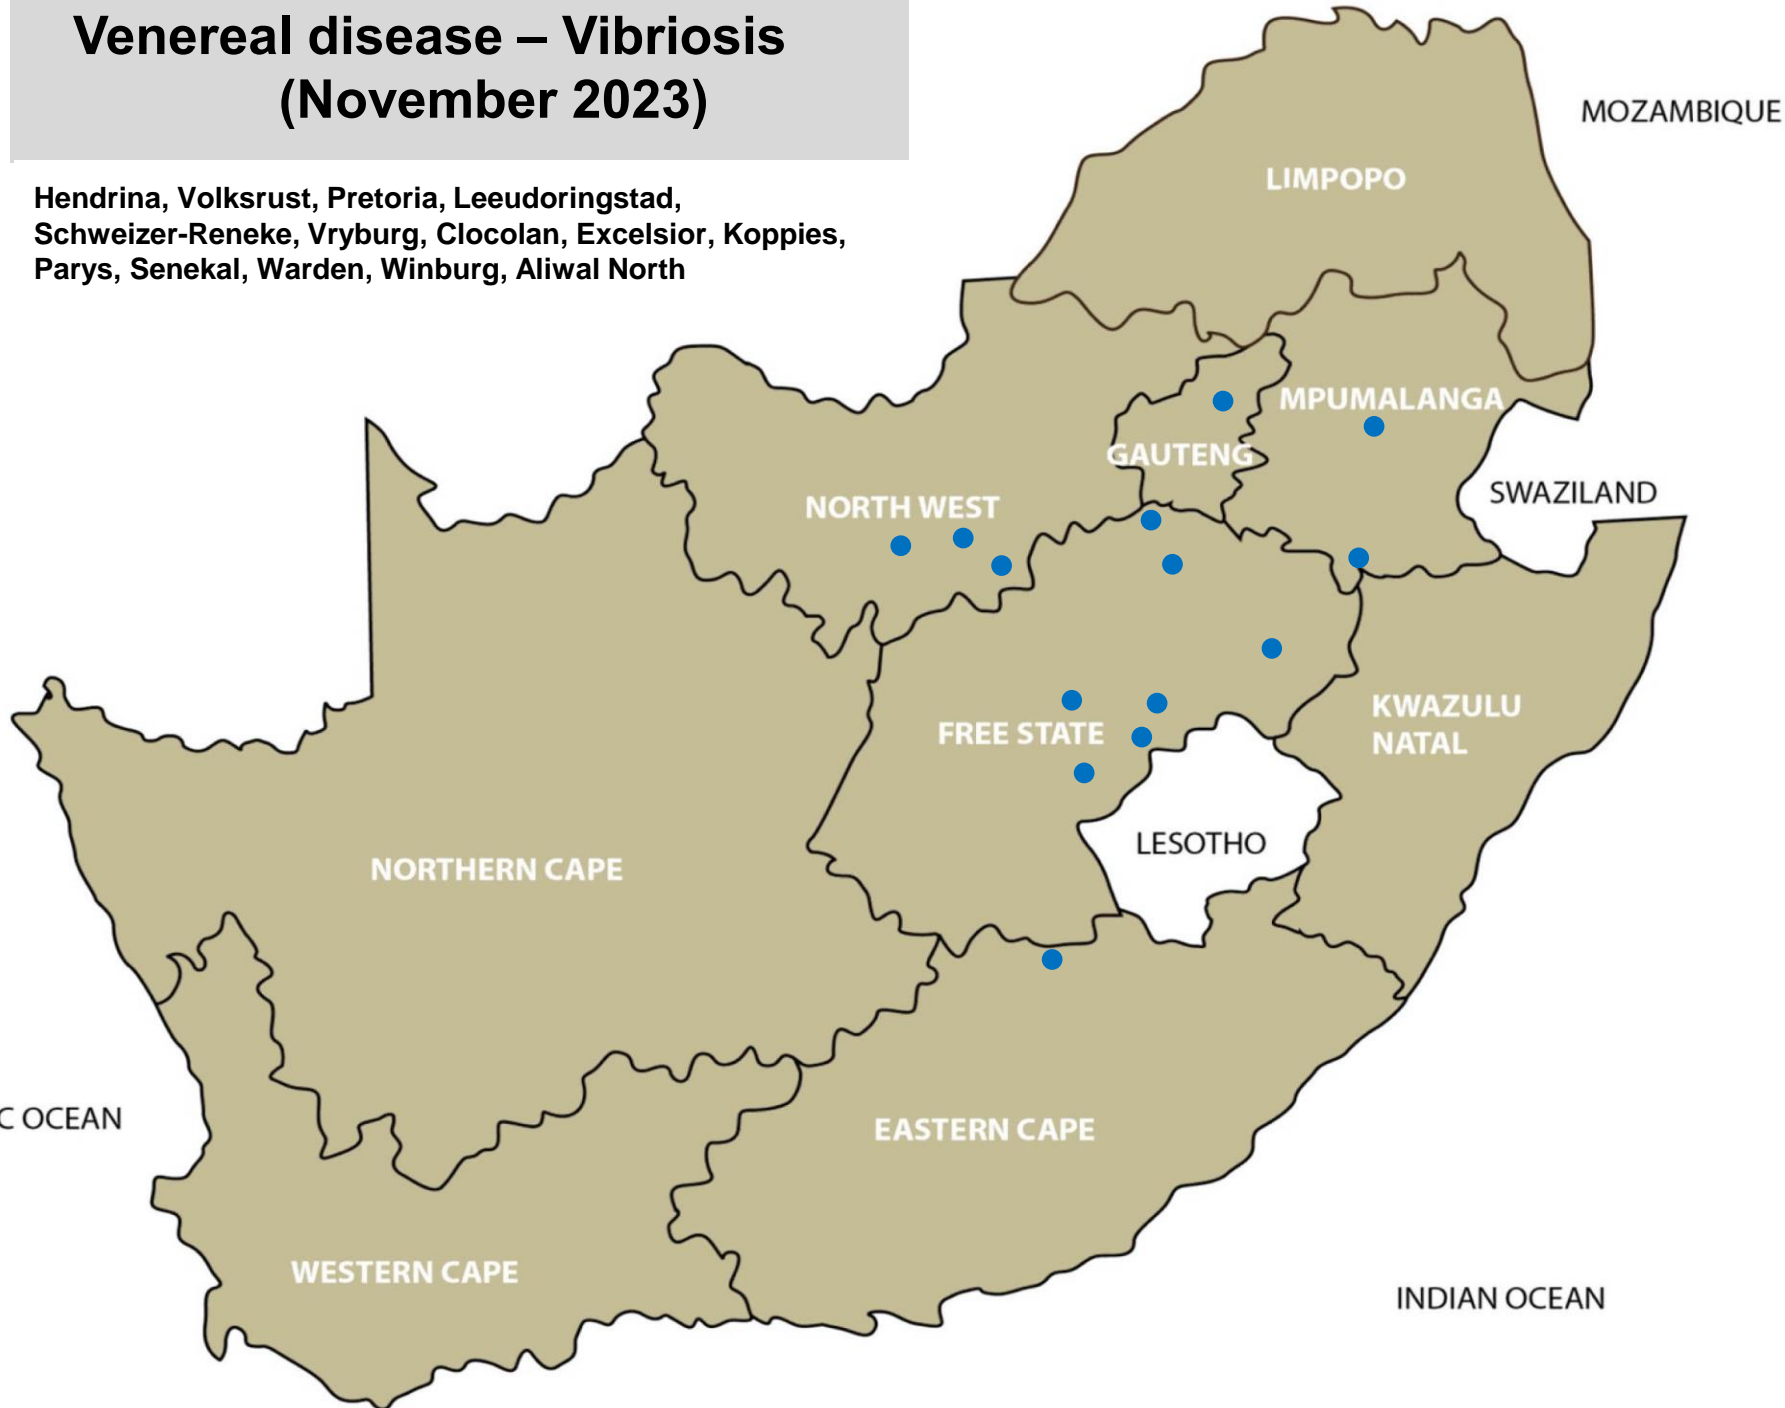 Venereal disease – Vibriosis
(November 2023)
Hendrina, Volksrust, Pretoria, Leeudoringstad,
Schweizer-Reneke, Vryburg, Clocolan, Excelsior, Koppies,
Parys, Senekal, Warden, Winburg, Aliwal North
MOZAMBIQUE
LIMPOPO
MPUMALANGA
GAUTENG
SWAZILAND
NORTH WEST
KWAZULU
NATAL
FREE STATE
LESOTHO
NORTHERN CAPE
C OCEAN
EASTERN CAPE
WESTERN CAPE
INDIAN OCEAN